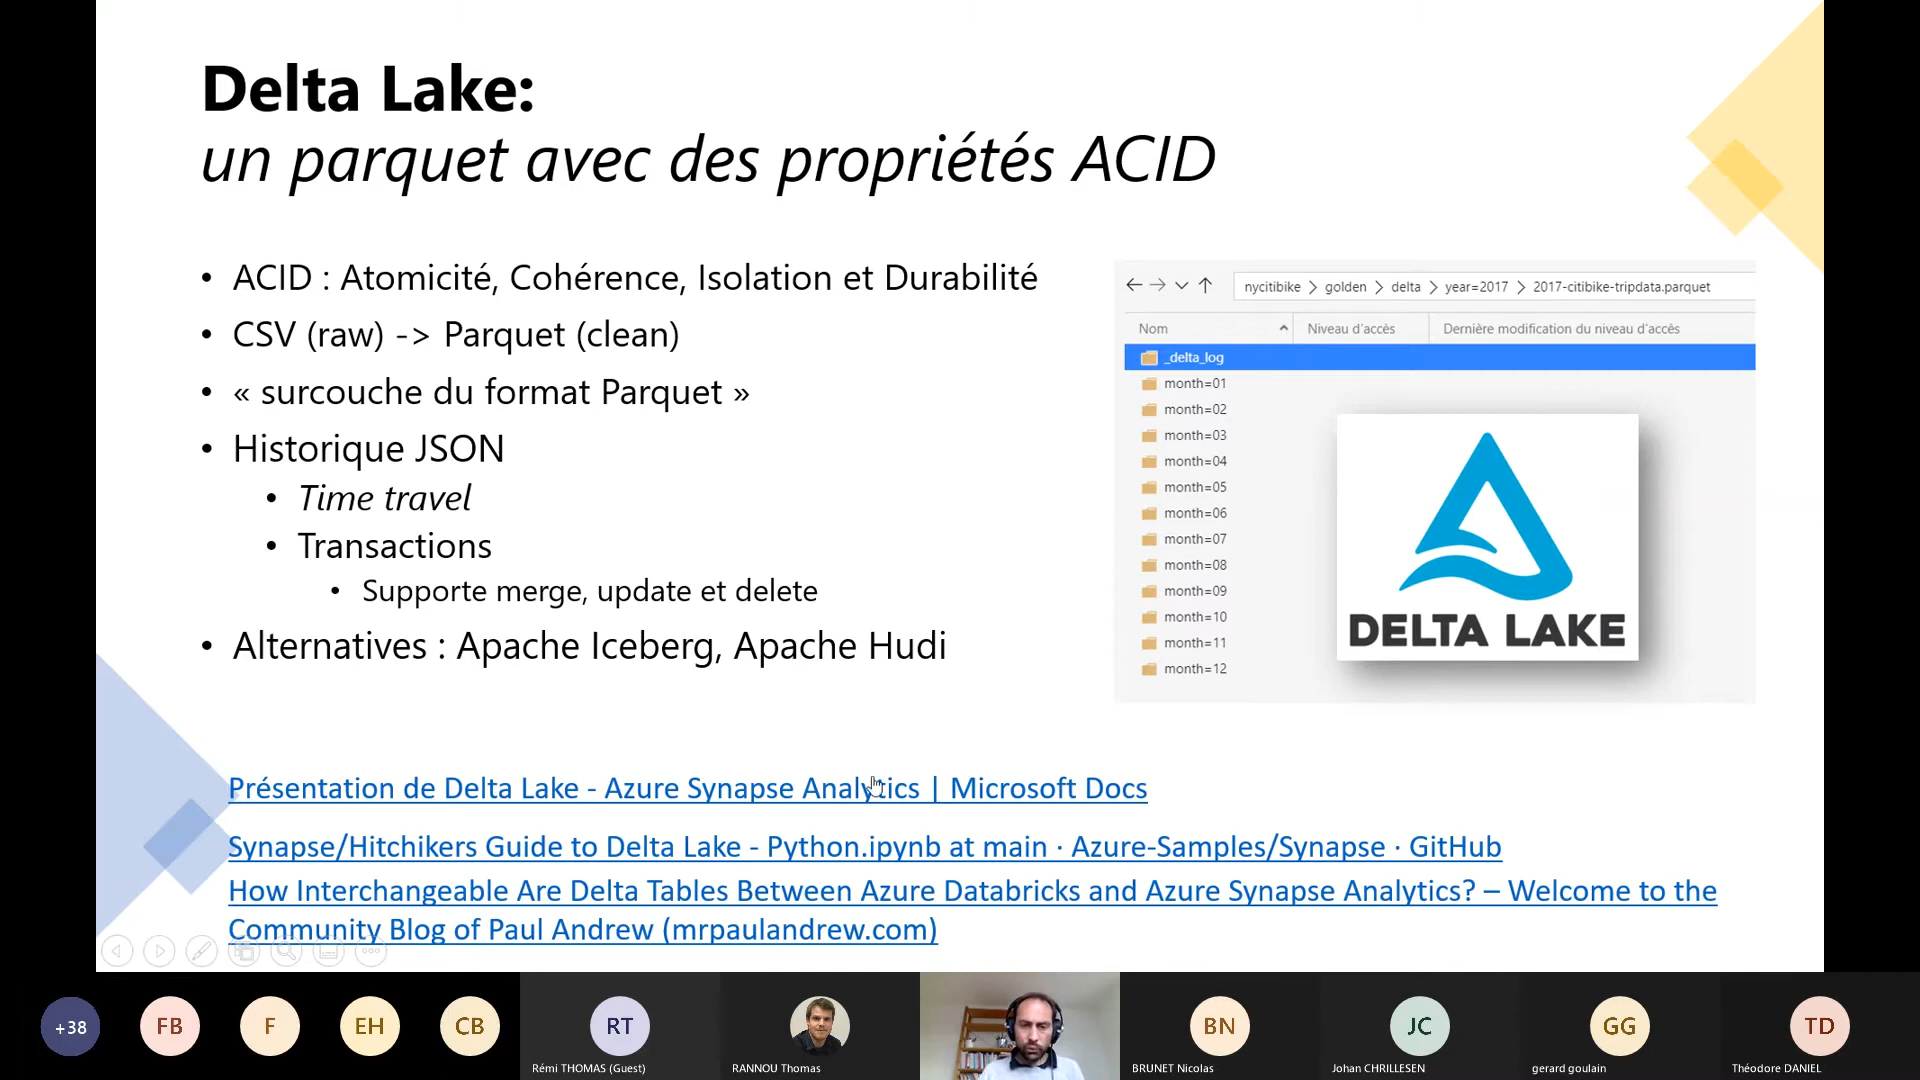 Delta Lake:
un parquet avec des propriétés ACID
• ACID : Atomicité, Cohérence, Isolation et Durabilité
• CSV (raw) -> Parquet (clean)
• « surcouche du format Parquet »
• Historique JSON
• Time travel
• Transactions
• Supporte merge, update et delete
• Alternatives : Apache Iceberg, Apache Hudi
nycitibike > golden > delta > year=2017 > 2017-citibike-tripdata.parquet
Nom Niveau d'accès Dernière modification du niveau d'accès
_delta_log
month=01
month=02
month=03
month=04
month=05
month=06
month=07
month=08
month=09
month=10
month=11
month=12
DELTA LAKE
Présentation de Delta Lake - Azure Synapse Analytics | Microsoft Docs
Synapse/Hitchikers Guide to Delta Lake - Python.ipynb at main · Azure-Samples/Synapse · GitHub
How Interchangeable Are Delta Tables Between Azure Databricks and Azure Synapse Analytics? – Welcome to the
Community Blog of Paul Andrew (mrpaulandrew.com)
+38 FB F EH CB RT BN JC GG TD
Rémi THOMAS (Guest) RANNOU Thomas BRUNET Nicolas Johan CHRILLESEN gerard goulain Théodore DANIEL